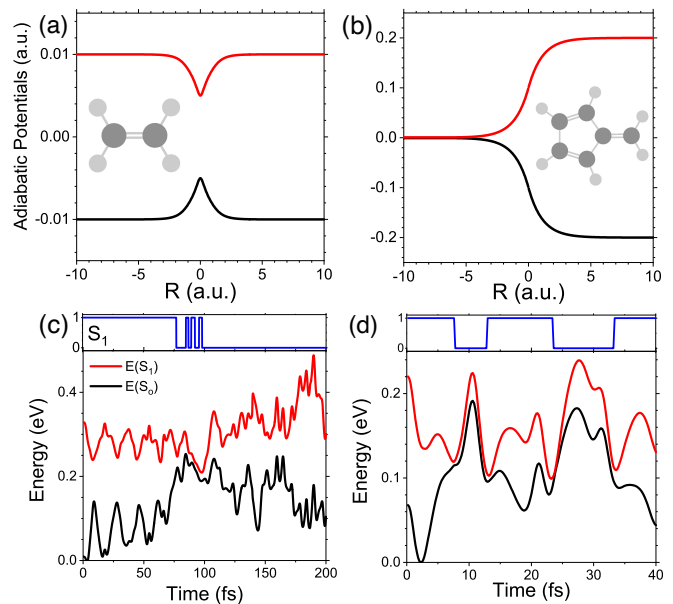 (a)
(b)
Adiabatic Potentials (a.u.)
0.01
0.00
-0.01
-10 -5 0 5 10
R (a.u.)
0.2
0.1
0.0
-0.1
-0.2
-10 -5 0 5 10
R (a.u.)
(c)
(d)
1
0
S1
E(S1)
E(So)
Energy (eV)
0.4
0.2
0.0
0 50 100 150 200
Time (fs)
1
0
Energy (eV)
0.2
0.1
0.0
0 10 20 30 40
Time (fs)